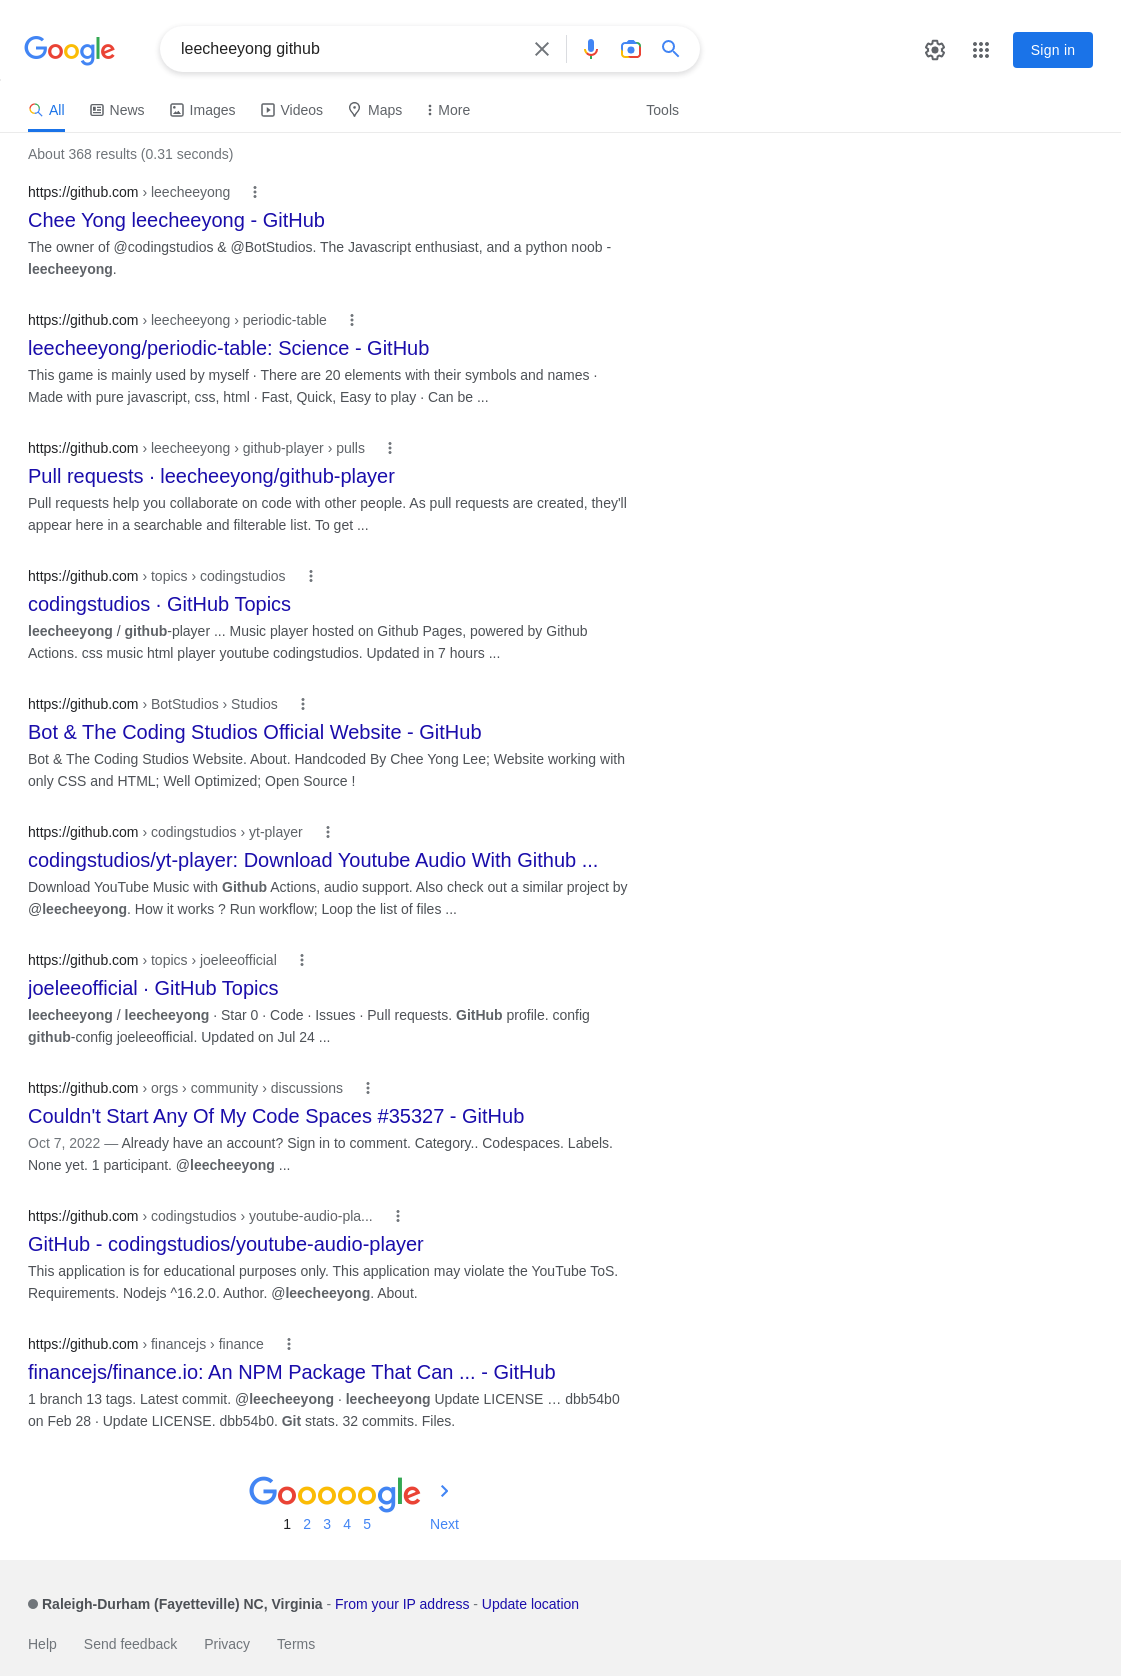 Google
leecheeyong github
Sign in
All News Images Videos Maps More Tools
About 368 results (0.31 seconds)
https://github.com › leecheeyong
Chee Yong leecheeyong - GitHub
The owner of @codingstudios & @BotStudios. The Javascript enthusiast, and a python noob -
leecheeyong.
https://github.com › leecheeyong › periodic-table
leecheeyong/periodic-table: Science - GitHub
This game is mainly used by myself · There are 20 elements with their symbols and names ·
Made with pure javascript, css, html · Fast, Quick, Easy to play · Can be ...
https://github.com › leecheeyong › github-player › pulls
Pull requests · leecheeyong/github-player
Pull requests help you collaborate on code with other people. As pull requests are created, they'll
appear here in a searchable and filterable list. To get ...
https://github.com › topics › codingstudios
codingstudios · GitHub Topics
leecheeyong / github-player ... Music player hosted on Github Pages, powered by Github
Actions. css music html player youtube codingstudios. Updated in 7 hours ...
https://github.com › BotStudios › Studios
Bot & The Coding Studios Official Website - GitHub
Bot & The Coding Studios Website. About. Handcoded By Chee Yong Lee; Website working with
only CSS and HTML; Well Optimized; Open Source !
https://github.com › codingstudios › yt-player
codingstudios/yt-player: Download Youtube Audio With Github ...
Download YouTube Music with Github Actions, audio support. Also check out a similar project by
@leecheeyong. How it works ? Run workflow; Loop the list of files ...
https://github.com › topics › joeleeofficial
joeleeofficial · GitHub Topics
leecheeyong / leecheeyong · Star 0 · Code · Issues · Pull requests. GitHub profile. config
github-config joeleeofficial. Updated on Jul 24 ...
https://github.com › orgs › community › discussions
Couldn't Start Any Of My Code Spaces #35327 - GitHub
Oct 7, 2022 — Already have an account? Sign in to comment. Category.. Codespaces. Labels.
None yet. 1 participant. @leecheeyong ...
https://github.com › codingstudios › youtube-audio-pla...
GitHub - codingstudios/youtube-audio-player
This application is for educational purposes only. This application may violate the YouTube ToS.
Requirements. Nodejs ^16.2.0. Author. @leecheeyong. About.
https://github.com › financejs › finance
financejs/finance.io: An NPM Package That Can ... - GitHub
1 branch 13 tags. Latest commit. @leecheeyong · leecheeyong Update LICENSE … dbb54b0
on Feb 28 · Update LICENSE. dbb54b0. Git stats. 32 commits. Files.
Gooooogle
1 2 3 4 5 Next
Raleigh-Durham (Fayetteville) NC, Virginia - From your IP address - Update location
Help Send feedback Privacy Terms